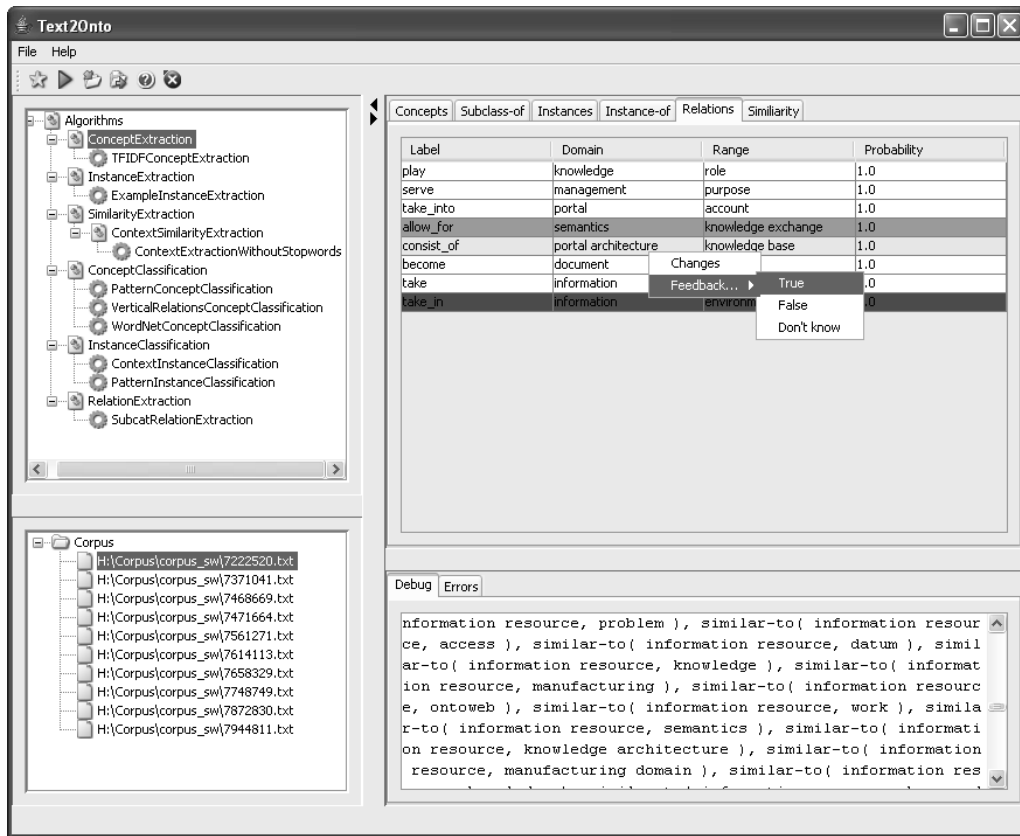 Text2Onto
File Help
Algorithms
ConceptExtraction
TFIDFConceptExtraction
InstanceExtraction
ExampleInstanceExtraction
SimilarityExtraction
ContextSimilarityExtraction
ContextExtractionWithoutStopwords
ConceptClassification
PatternConceptClassification
VerticalRelationsConceptClassification
WordNetConceptClassification
InstanceClassification
ContextInstanceClassification
PatternInstanceClassification
RelationExtraction
SubcatRelationExtraction
Concepts Subclass-of Instances Instance-of Relations Similiarity
Label Domain Range Probability
play knowledge role 1.0
serve management purpose 1.0
take_into portal account 1.0
allow_for semantics knowledge exchange 1.0
consist_of portal architecture knowledge base 1.0
become document 1.0
take information
take_in information
Changes
Feedback...
True
False
Don't know
Corpus
H:\Corpus\corpus_sw\7222520.txt
H:\Corpus\corpus_sw\7371041.txt
H:\Corpus\corpus_sw\7468669.txt
H:\Corpus\corpus_sw\7471664.txt
H:\Corpus\corpus_sw\7561271.txt
H:\Corpus\corpus_sw\7614113.txt
H:\Corpus\corpus_sw\7658329.txt
H:\Corpus\corpus_sw\7748749.txt
H:\Corpus\corpus_sw\7872830.txt
H:\Corpus\corpus_sw\7944811.txt
Debug Errors
nformation resource, problem ), similar-to( information resour
ce, access ), similar-to( information resource, datum ), simil
ar-to( information resource, knowledge ), similar-to( informat
ion resource, manufacturing ), similar-to( information resourc
e, ontoweb ), similar-to( information resource, work ), simila
r-to( information resource, semantics ), similar-to( informati
on resource, knowledge architecture ), similar-to( information
resource, manufacturing domain ), similar-to( information res